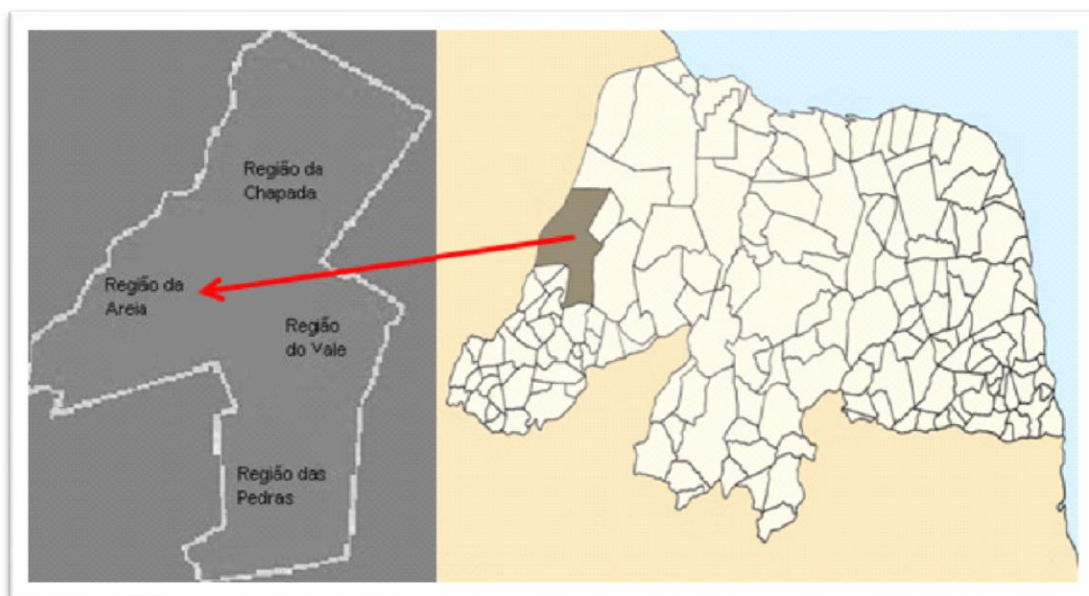 Região da
Chapada
Região da
Areia
Região
do Vale
Região das
Pedras